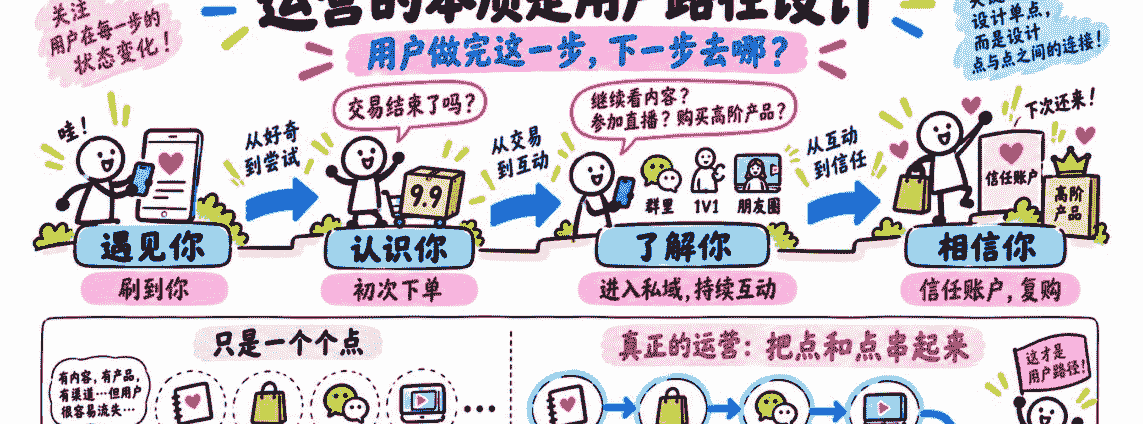 关注
用户在每一步的
状态变化！
运营的本质是用户路径设计
用户做完这一步，下一步去哪？
设计单点，
而是设计
点与点之间的连接！
哇！
从好奇
到尝试
交易结束了吗？
9.9
从交易
到互动
继续看内容？
参加直播？购买高阶产品？
群里
1V1
朋友圈
从互动
到信任
下次还来！
信任账户
高阶
产品
遇见你
认识你
了解你
相信你
刷到你
初次下单
进入私域，持续互动
信任账户，复购
只是一个个点
有内容，有产品，
有渠道…但用户
很容易流失…
真正的运营：把点和点串起来
这才是
用户路径！